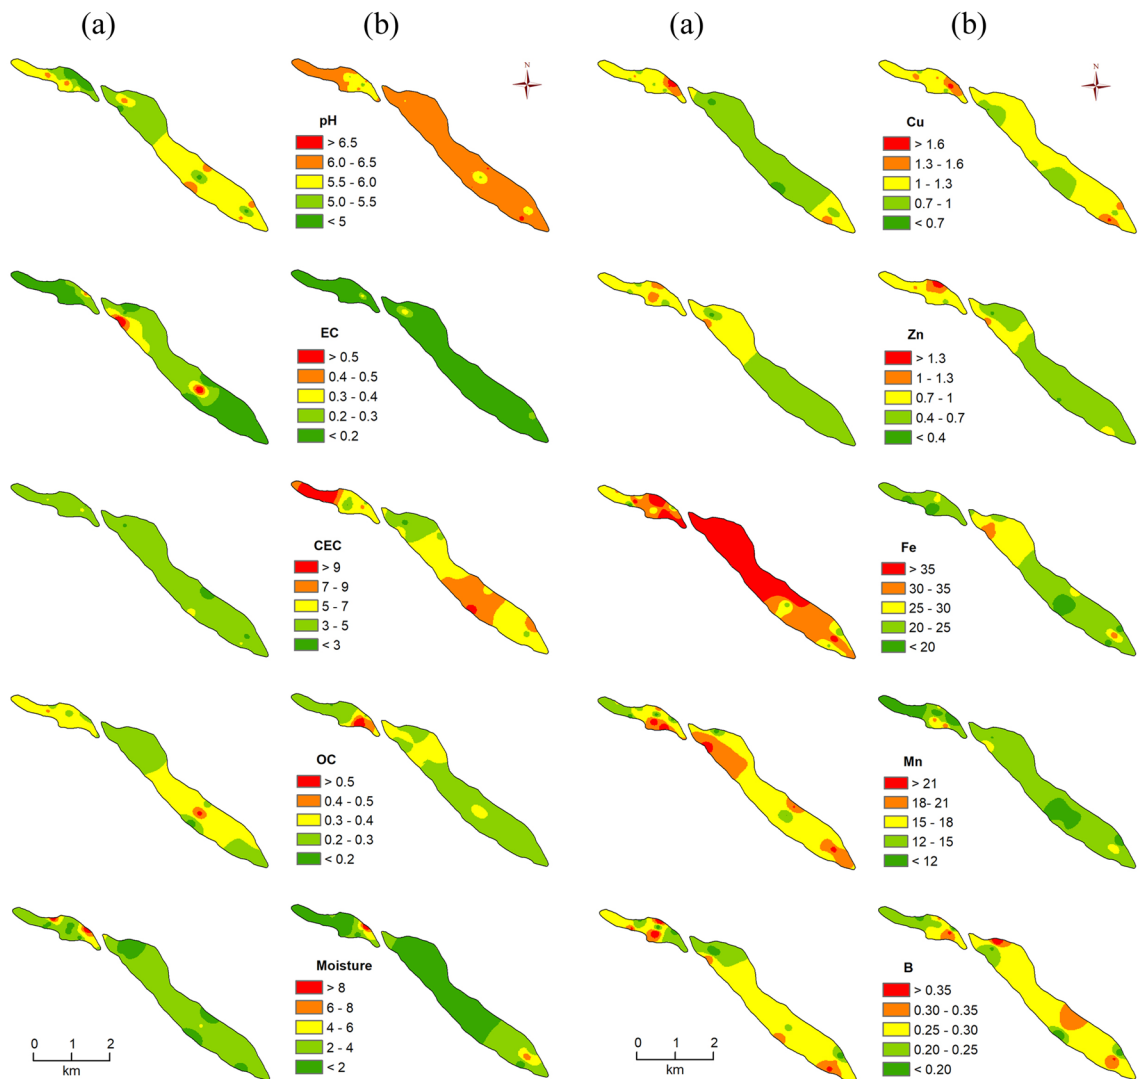 (a)
(b)
(a)
(b)
N
N
pH
> 6.5
6.0 - 6.5
5.5 - 6.0
5.0 - 5.5
< 5
Cu
> 1.6
1.3 - 1.6
1 - 1.3
0.7 - 1
< 0.7
EC
> 0.5
0.4 - 0.5
0.3 - 0.4
0.2 - 0.3
< 0.2
Zn
> 1.3
1 - 1.3
0.7 - 1
0.4 - 0.7
< 0.4
CEC
> 9
7 - 9
5 - 7
3 - 5
< 3
Fe
> 35
30 - 35
25 - 30
20 - 25
< 20
OC
> 0.5
0.4 - 0.5
0.3 - 0.4
0.2 - 0.3
< 0.2
Mn
> 21
18- 21
15 - 18
12 - 15
< 12
Moisture
> 8
6 - 8
4 - 6
2 - 4
< 2
B
> 0.35
0.30 - 0.35
0.25 - 0.30
0.20 - 0.25
< 0.20
0 1 2
km
0 1 2
km